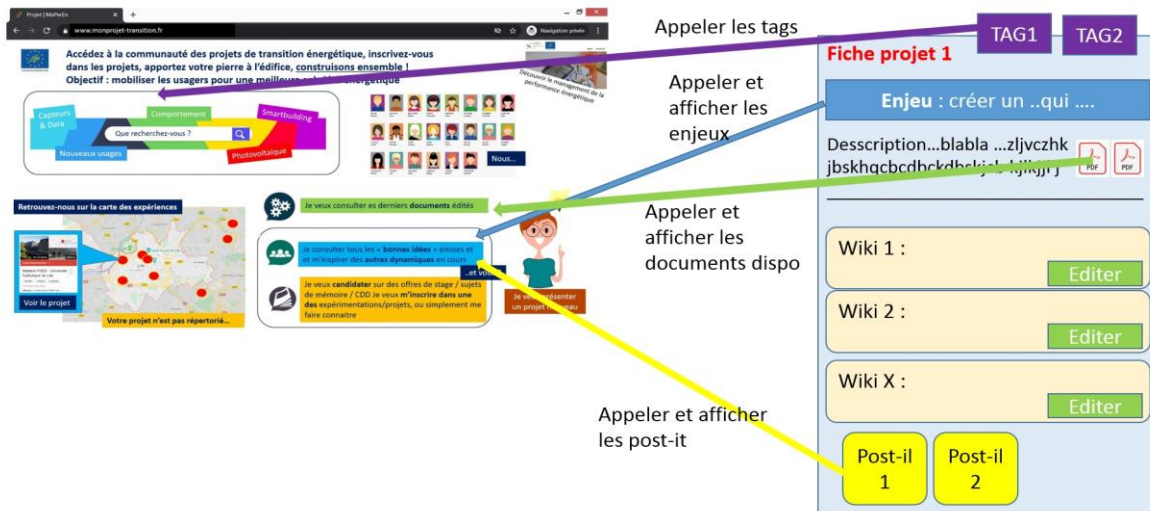 Projet | MaPerEn
www.monprojet-transition.fr
Navigation privée
Accédez à la communauté des projets de transition énergétique, inscrivez-vous
dans les projets, apportez votre pierre à l'édifice, construisons ensemble !
Objectif : mobiliser les usagers pour une meilleure énergétique
Découvrir le management de la
performance énergétique
Capteurs
& Data
Comportement
Smartbuilding
Que recherchez-vous ?
Nouveaux usages
Photovoltaïque
Nous...
Retrouvez-nous sur la carte des expériences
Voir le projet
Votre projet n'est pas répertorié...
Je veux consulter es derniers documents édités
Je consulter tous les « bonnes idées » émises et
et m'inspirer des autres dynamiques en cours
..et vous
Je veux candidater sur des offres de stage / sujets
de mémoire / CDD Je veux m'inscrire dans une
des expérimentations/projets, ou simplement me
faire connaitre
Je veux présenter
un projet nouveau
Appeler les tags
Appeler et
afficher les
enjeux
Appeler et
afficher les
documents dispo
Appeler et afficher
les post-it
TAG1
TAG2
Fiche projet 1
Enjeu : créer un ..qui ....
Desscription...blabla ...zljvczhk
PDF
PDF
Wiki 1 :
Editer
Wiki 2 :
Editer
Wiki X :
Editer
Post-il
1
Post-il
2